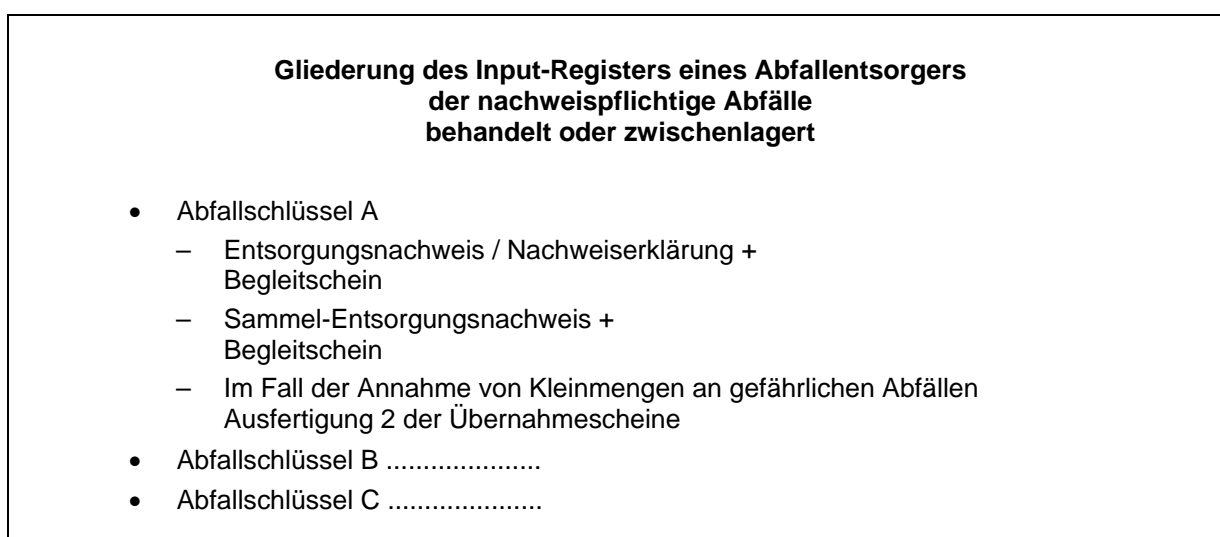 Gliederung des Input-Registers eines Abfallentsorgers
der nachweispflichtige Abfälle
behandelt oder zwischenlagert
• Abfallschlüssel A
– Entsorgungsnachweis / Nachweiserklärung +
Begleitschein
– Sammel-Entsorgungsnachweis +
Begleitschein
– Im Fall der Annahme von Kleinmengen an gefährlichen Abfällen
Ausfertigung 2 der Übernahmescheine
• Abfallschlüssel B .....................
• Abfallschlüssel C .....................